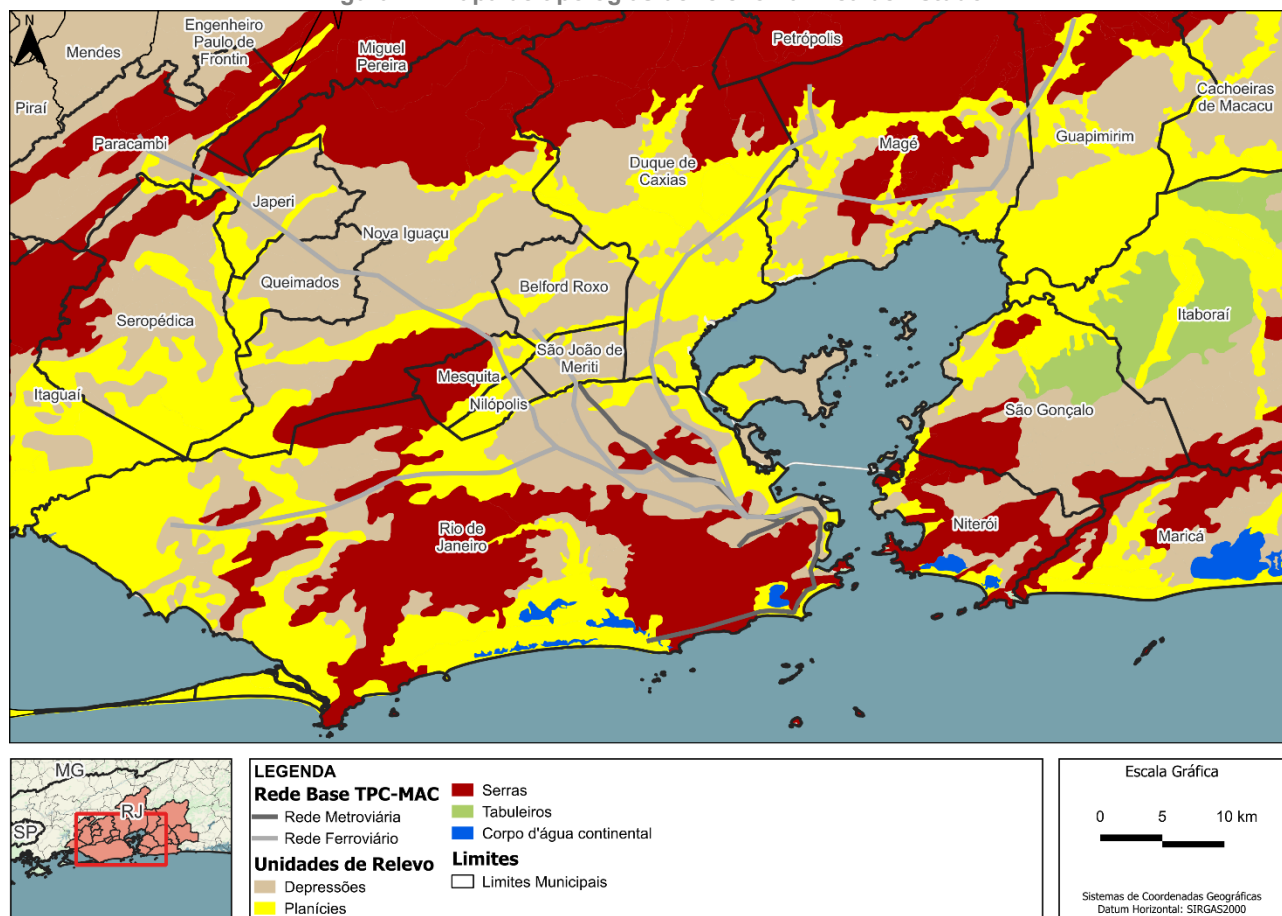 N
Mendes
Engenheiro
Paulo de
Frontin
Miguel
Pereira
Petrópolis
Piraí
Cachoeiras
de Macacu
Paracambi
Duque de
Caxias
Magé
Guapimirim
Japeri
Nova Iguaçu
Queimados
Belford Roxo
Seropédica
Itaboraí
São João de
Meriti
Mesquita
Itaguaí
Nilópolis
São Gonçalo
Rio de
Janeiro
Niterói
Maricá
MG
RJ
SP
LEGENDA
Rede Base TPC-MAC
Rede Metroviária
Rede Ferroviário
Unidades de Relevo
Depressões
Planícies
Serras
Tabuleiros
Corpo d'água continental
Limites
Limites Municipais
Escala Gráfica
0 5 10 km
Sistemas de Coordenadas Geográficas
Datum Horizontal: SIRGAS2000